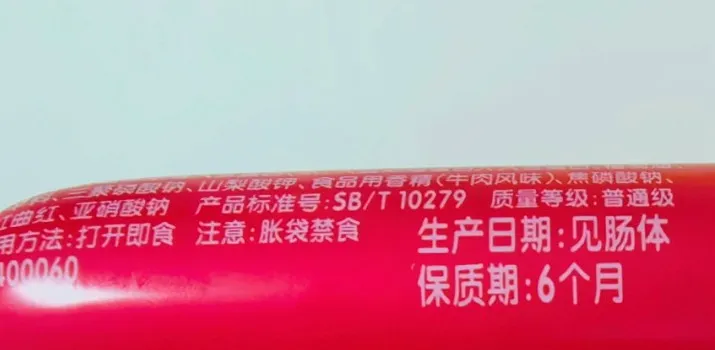 三聚磷酸钠、山梨酸钾、食品用香精(牛肉风味)、焦磷酸钠、
红曲红、亚硝酸钠 产品标准号:SB/T 10279 质量等级:普通级
用方法:打开即食 注意:胀袋禁食
生产日期:见肠体
400060
保质期:6个月